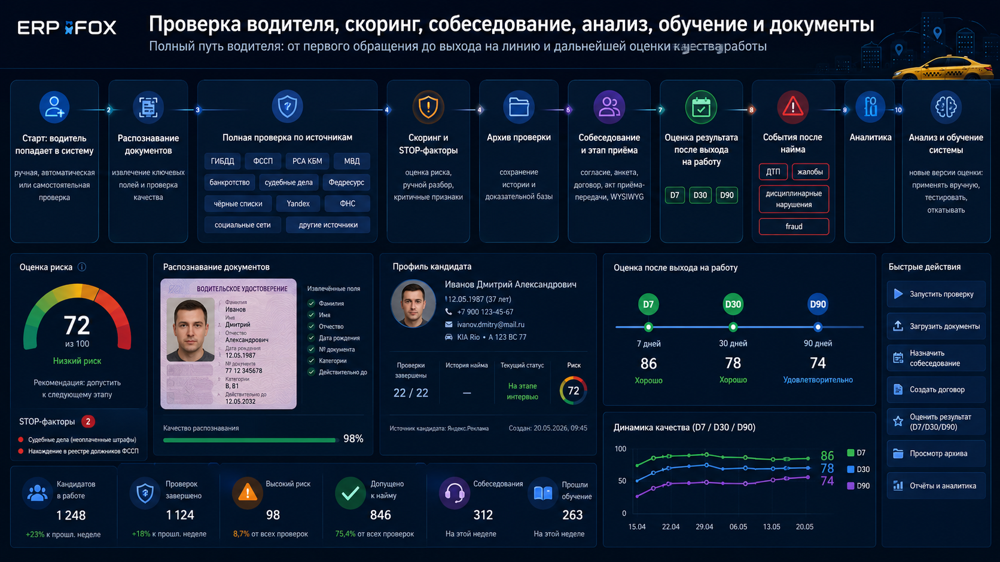 ERP FOX
Проверка водителя, скоринг, собеседование, анализ, обучение и документы
Полный путь водителя: от первого обращения до выхода на линию и дальнейшей оценки работы
2
3
4
4
6
7
8
9
10
Старт: водитель
попадает в систему
ручная, автоматическая
или самостоятельная
проверка
Распознавание
документов
извлечение ключевых
полей и проверка
качества
Полная проверка по источникам
ГИБДД
ФССП
РСА КБМ
МВД
банкротство
судебные дела
Федресурс
чёрные списки
Yandex
ФНС
социальные сети
другие источники
Скоринг и
STOP-факторы
оценка риска,
ручной разбор,
критичные признаки
Архив проверки
сохранение
истории и
доказательной базы
Собеседование
и этап приёма
согласие, анкета,
договор, акт приёма-
передачи, WYSIWYG
Оценка результата
после выхода
на работу
D7
D30
D90
События после
найма
ДТП
жалобы
дисциплинарные
нарушения
fraud
Аналитика
Анализ и обучение
системы
новые версии оценки:
применять вручную,
тестировать,
откатывать
Оценка риска
72
из 100
Низкий риск
Рекомендация: допустить
к следующему этапу
STOP-факторы
2
Судебные дела (неоплаченные штрафы)
Нахождение в реестре должников ФССП
Распознавание документов
ВОДИТЕЛЬСКОЕ УДОСТОВЕРЕНИЕ
Фамилия
Иванов
Имя
Дмитрий
Отчество
Александрович
Дата рождения
12.05.1987
№ документа
77 12 345678
Категории
B, B1
Действительно до
12.05.2032
Извлечённые поля
Фамилия
Имя
Отчество
Дата рождения
№ документа
Категории
Действительно до
Качество распознавания
98%
Профиль кандидата
Иванов Дмитрий Александрович
12.05.1987 (37 лет)
+7 900 123-45-67
ivanov.dmitry@mail.ru
KIA Rio • А 123 ВС 77
Проверки
завершены
22 / 22
История найма
—
Текущий статус
На этапе
интервью
Риск
72
Источник кандидата: Яндекс.Реклама
Создан: 20.05.2026, 09:45
Оценка после выхода на работу
D7
D30
D90
7 дней
30 дней
90 дней
86
78
74
Хорошо
Хорошо
Удовлетворительно
Динамика качества (D7 / D30 / D90)
100
50
0
15.04
22.04
29.04
06.05
13.05
20.05
86
78
74
D7
D30
D90
Быстрые действия
Запустить проверку
Загрузить документы
Назначить
собеседование
Создать договор
Оценить результат
(D7/D30/D90)
Просмотр архива
Отчёты и аналитика
Кандидатов
в работе
1 248
+23% к прошл. неделе
Проверок
завершено
1 124
+18% к прошл. неделе
Высокий риск
98
8,7% от всех проверок
Допущено
к найму
846
75,4% от всех проверок
Собеседования
312
На этой неделе
Прошли
обучение
263
На этой неделе